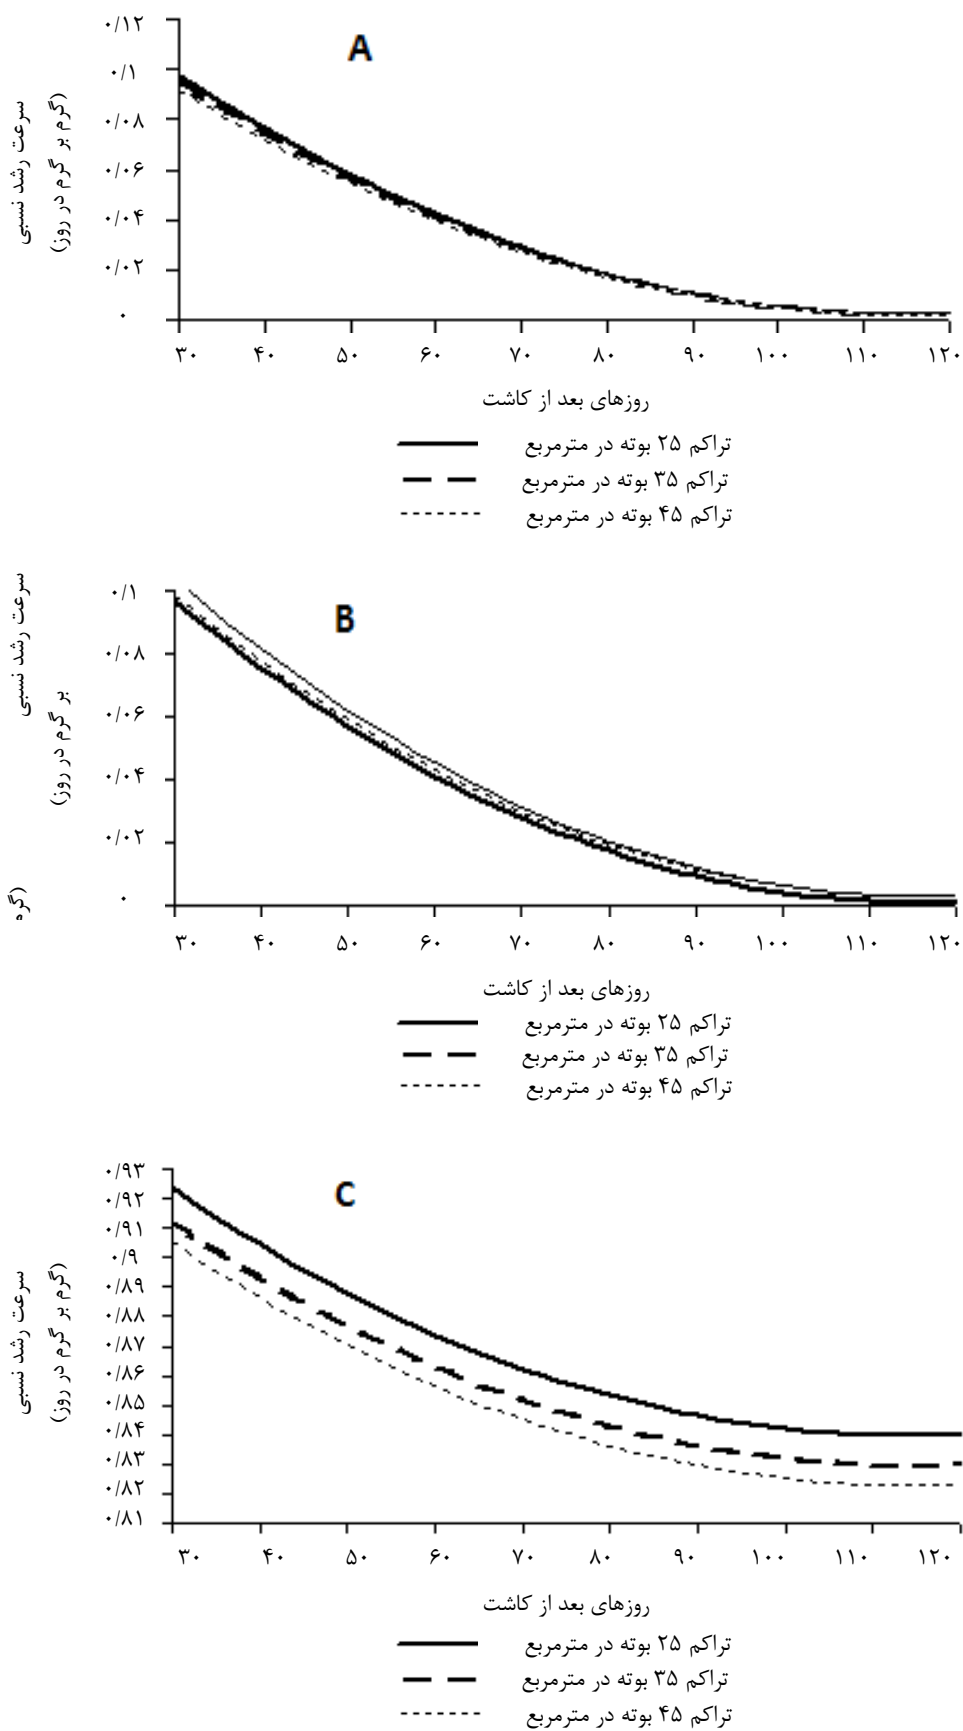 A
سرعت رشد نسبی
(گرم بر گرم در روز)
۰/۱۲
۰/۱
۰/۰۸
۰/۰۶
۰/۰۴
۰/۰۲
۰
۳۰ ۴۰ ۵۰ ۶۰ ۷۰ ۸۰ ۹۰ ۱۰۰ ۱۱۰ ۱۲۰
روزهای بعد از کاشت
تراکم ۲۵ بوته در مترمربع
تراکم ۳۵ بوته در مترمربع
تراکم ۴۵ بوته در مترمربع
B
سرعت رشد نسبی
بر گرم در روز)
(گرم
۰/۱
۰/۰۸
۰/۰۶
۰/۰۴
۰/۰۲
۰
۳۰ ۴۰ ۵۰ ۶۰ ۷۰ ۸۰ ۹۰ ۱۰۰ ۱۱۰ ۱۲۰
روزهای بعد از کاشت
تراکم ۲۵ بوته در مترمربع
تراکم ۳۵ بوته در مترمربع
تراکم ۴۵ بوته در مترمربع
C
سرعت رشد نسبی
(گرم بر گرم در روز)
۰/۹۳
۰/۹۲
۰/۹۱
۰/۹
۰/۸۹
۰/۸۸
۰/۸۷
۰/۸۶
۰/۸۵
۰/۸۴
۰/۸۳
۰/۸۲
۰/۸۱
۳۰ ۴۰ ۵۰ ۶۰ ۷۰ ۸۰ ۹۰ ۱۰۰ ۱۱۰ ۱۲۰
روزهای بعد از کاشت
تراکم ۲۵ بوته در مترمربع
تراکم ۳۵ بوته در مترمربع
تراکم ۴۵ بوته در مترمربع